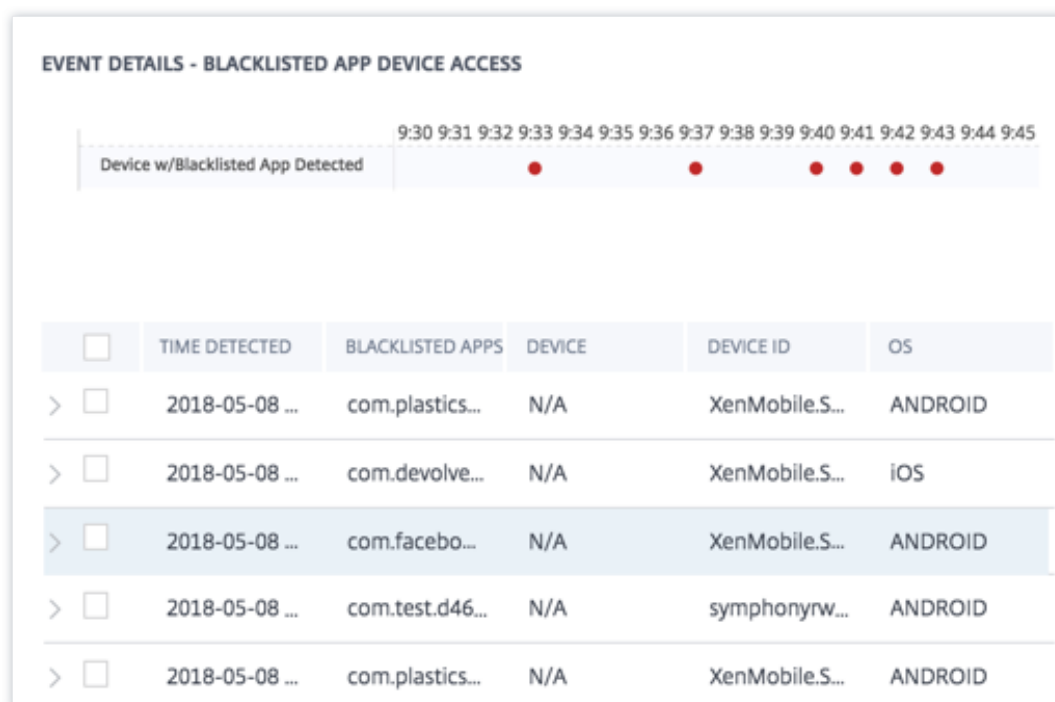 EVENT DETAILS - BLACKLISTED APP DEVICE ACCESS
9:30 9:31 9:32 9:33 9:34 9:35 9:36 9:37 9:38 9:39 9:40 9:41 9:42 9:43 9:44 9:45
Device w/Blacklisted App Detected
TIME DETECTED BLACKLISTED APPS DEVICE DEVICE ID OS
2018-05-08 ... com.plastics... N/A XenMobile.S... ANDROID
2018-05-08 ... com.devolve... N/A XenMobile.S... iOS
2018-05-08 ... com.facebo... N/A XenMobile.S... ANDROID
2018-05-08 ... com.test.d46... N/A symphonyrw... ANDROID
2018-05-08 ... com.plastics... N/A XenMobile.S... ANDROID